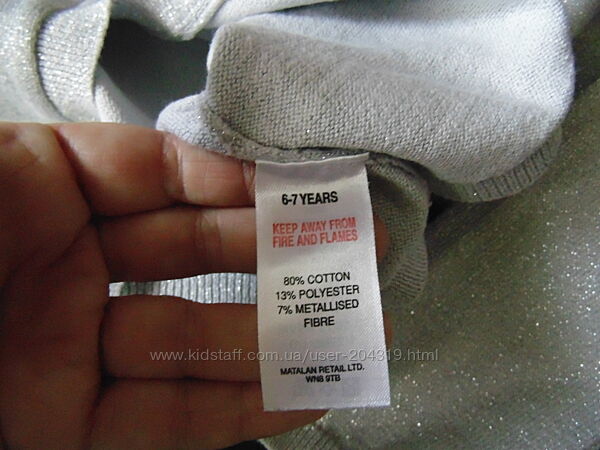 6-7 YEARS
KEEP AWAY FROM
FIRE AND FLAMES
80% COTTON
13% POLYESTER
7% METALLISED
FIBRE
www.kidstaff.com.ua/user-204319.html
MATALAN RETAIL LTD.
WN8 9TB